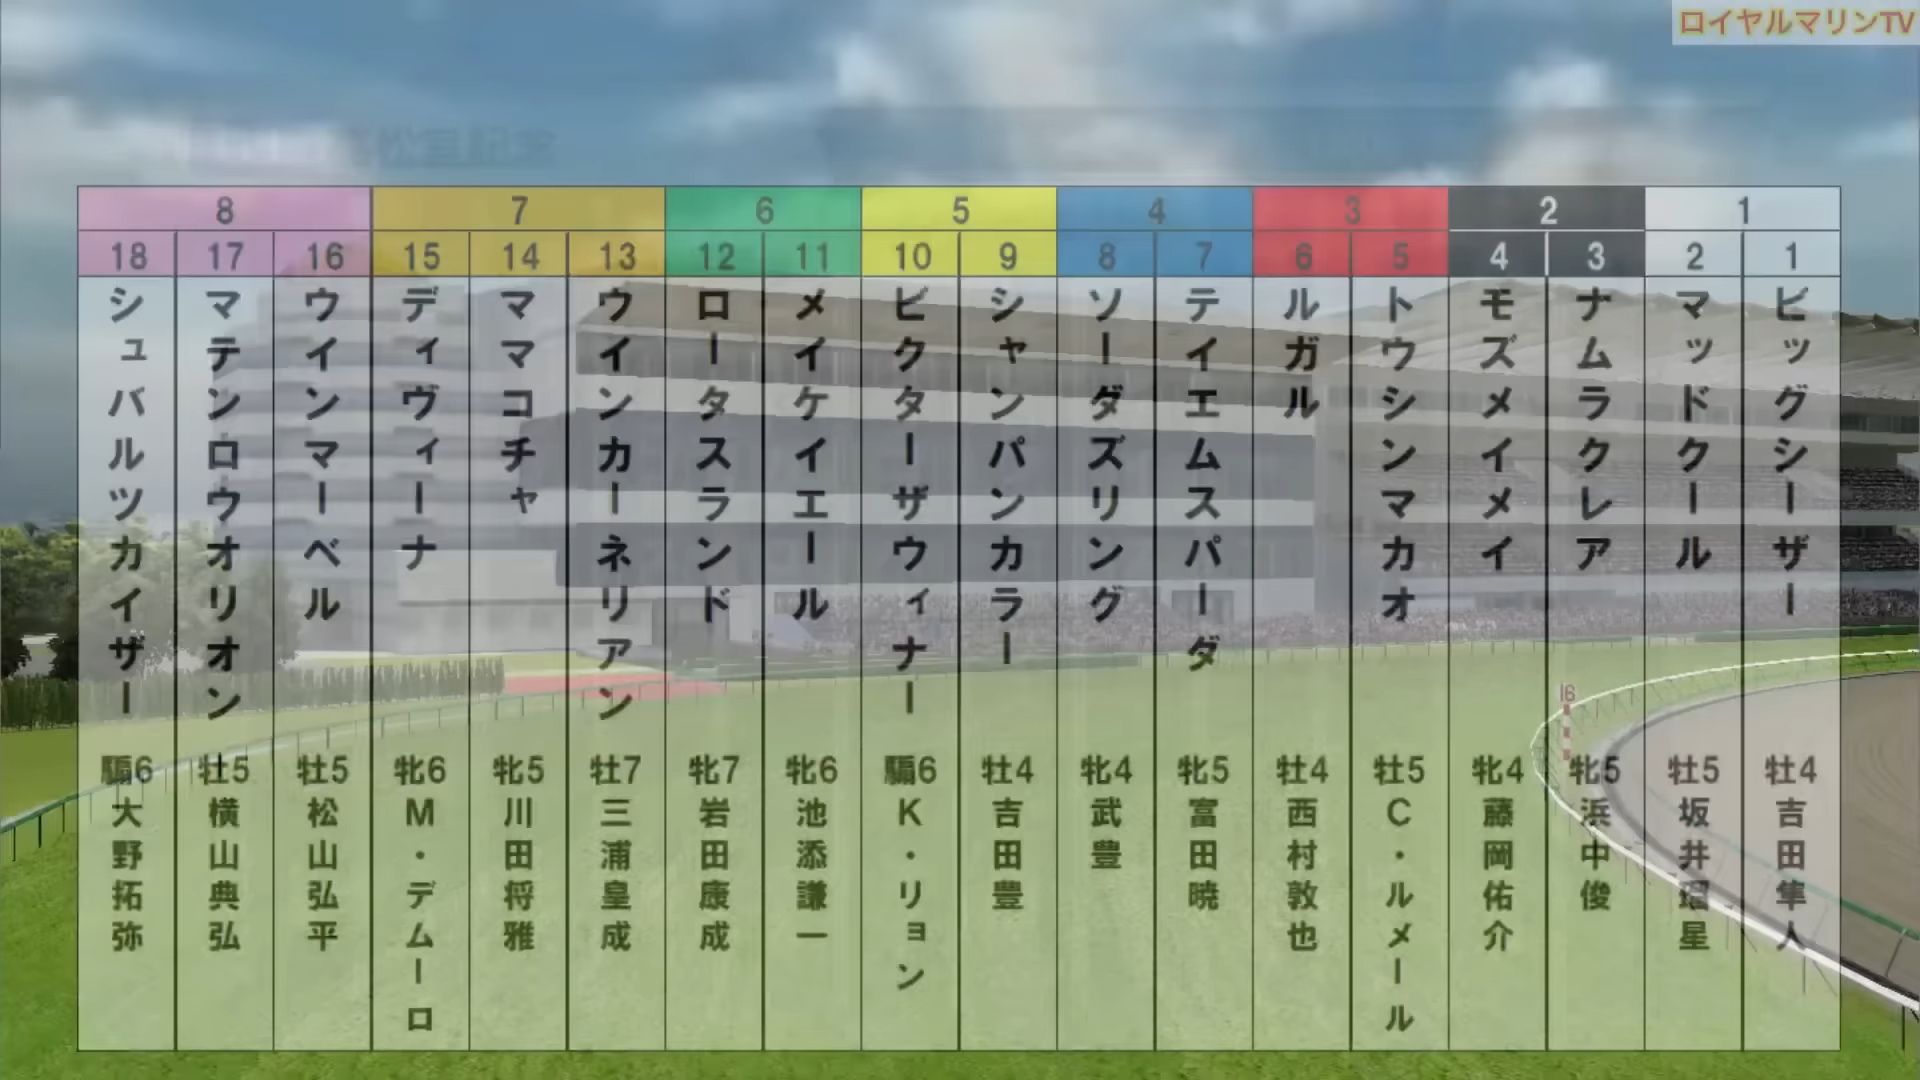 ロイヤルマリンTV
1
2
3
4
5
6
7
8
1
ビッグシーザー
牡4
吉田隼人
2
マッドクール
牡5
坂井瑠星
3
ナムラクレア
牝5
浜中俊
4
モズメイメイ
牝4
藤岡佑介
5
トウシンマカオ
牡5
C・ルメール
6
ルガル
牡4
西村敦也
7
テイエムスパーダ
牝5
富田暁
8
ソーダズリング
牝4
武豊
9
シャンパンカラー
牡4
吉田豊
10
ビクターザウィナー
騙6
K・リョン
11
メイケイエール
牝6
池添謙一
12
ロータスランド
牝7
岩田康成
13
ウインカーネリアン
牡7
三浦皇成
14
ママコチャ
牝5
川田将雅
15
ディヴィーナ
牝6
M・デムーロ
16
ウインマーベル
牡5
松山弘平
17
マテンロウオリオン
牡5
横山典弘
18
シュバルツカイザー
騙6
大野拓弥
16